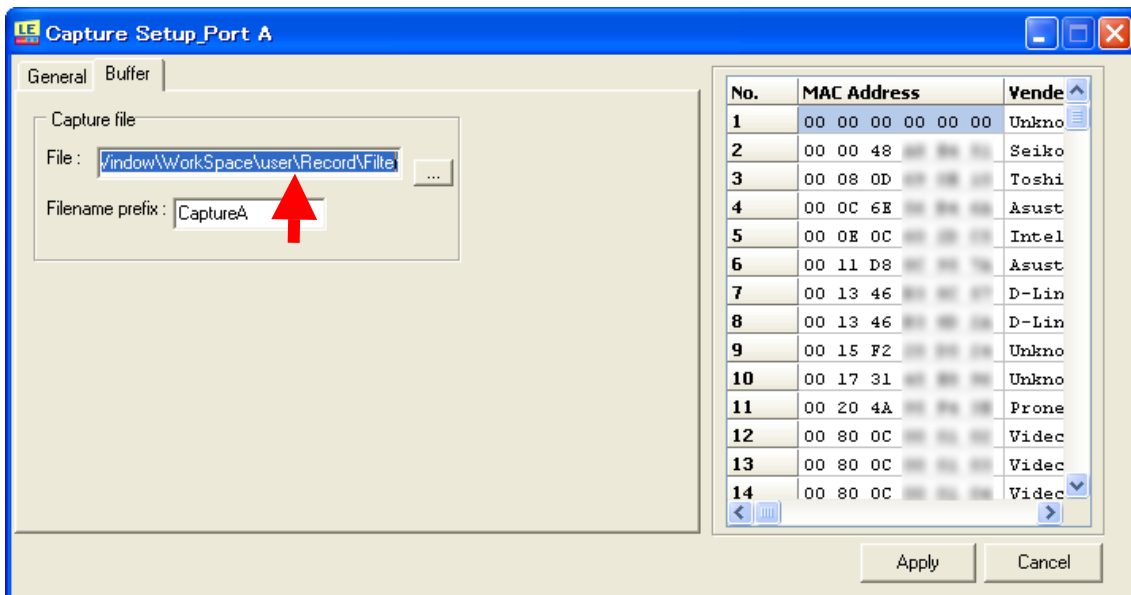 LE Capture Setup_Port A
General Buffer
Capture file
File : Window\WorkSpace\user\Record\Filter
...
Filename prefix : CaptureA
No. MAC Address Vende
1 00 00 00 00 00 00 Unkno
2 00 00 48 Seiko
3 00 08 0D Toshi
4 00 0C 6E Asust
5 00 0E 0C Intel
6 00 11 D8 Asust
7 00 13 46 D-Lin
8 00 13 46 D-Lin
9 00 15 F2 Unkno
10 00 17 31 Unkno
11 00 20 4A Prone
12 00 80 0C Videc
13 00 80 0C Videc
14 00 80 0C Videc
Apply Cancel